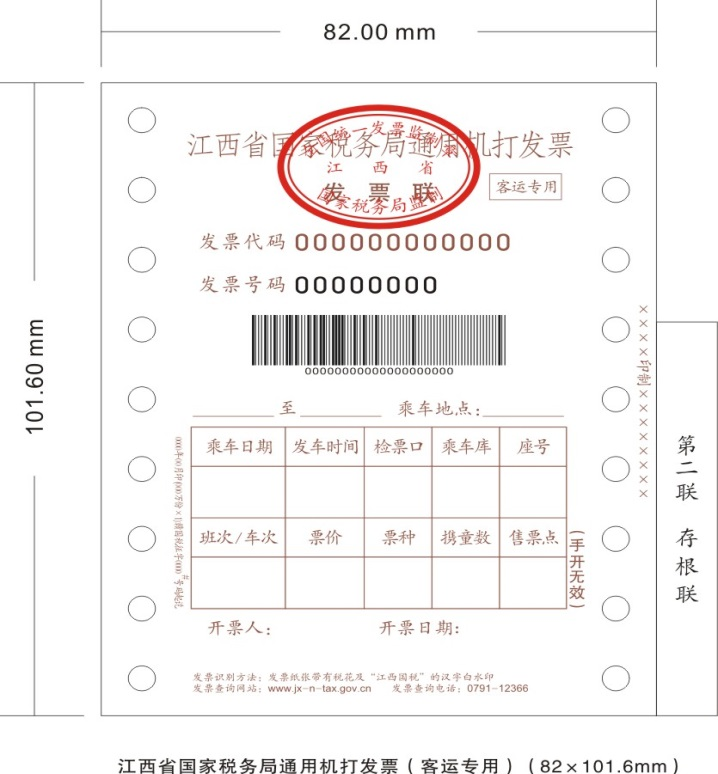 82.00 mm
101.60 mm
江西省国家税务局通用机打发票
全国统一发票监制章
江 西 省
发 票 联
国家税务局监制
客运专用
发票代码 000000000000
发票号码 00000000
00000000000000000000
至 乘车地点:
乘车日期 发车时间 检票口 乘车库 座号
班次/车次 票价 票种 携童数 售票点
(手开无效)
开票人: 开票日期:
××××印制×××××××××
第二联 存根联
发票识别方法：发票纸张带有税花及“江西国税”的汉字白水印
发票查询网站：www.jx-n-tax.gov.cn 发票查询电话：0791-12366
江西省国家税务局通用机打发票（客运专用）（82×101.6mm）